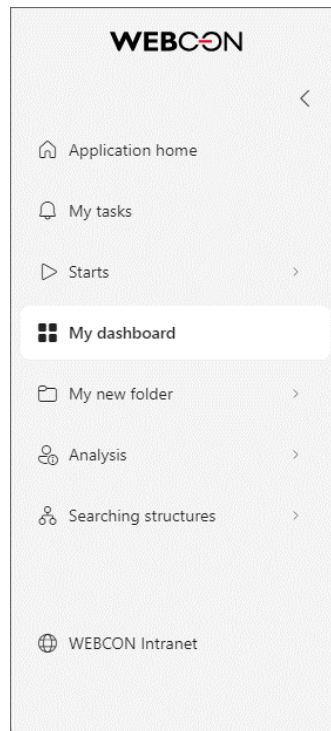 WEBCON
Application home
My tasks
Starts
My dashboard
My new folder
Analysis
Searching structures
WEBCON Intranet